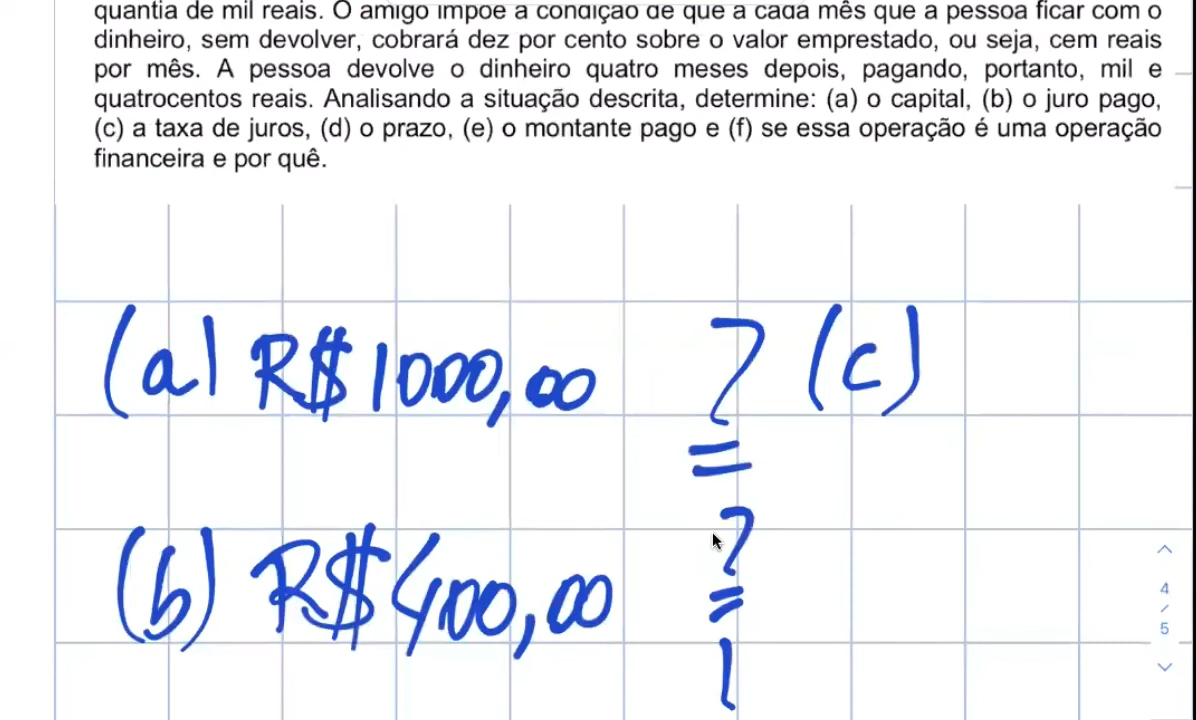 quantia de mil reais. O amigo impõe a condição de que a cada mês que a pessoa ficar com o
dinheiro, sem devolver, cobrará dez por cento sobre o valor emprestado, ou seja, cem reais
por mês. A pessoa devolve o dinheiro quatro meses depois, pagando, portanto, mil e
quatrocentos reais. Analisando a situação descrita, determine: (a) o capital, (b) o juro pago,
(c) a taxa de juros, (d) o prazo, (e) o montante pago e (f) se essa operação é uma operação
financeira e por quê.
(a) R$ 1000,00
(c)
(b) R$ 400,00
4
/
5